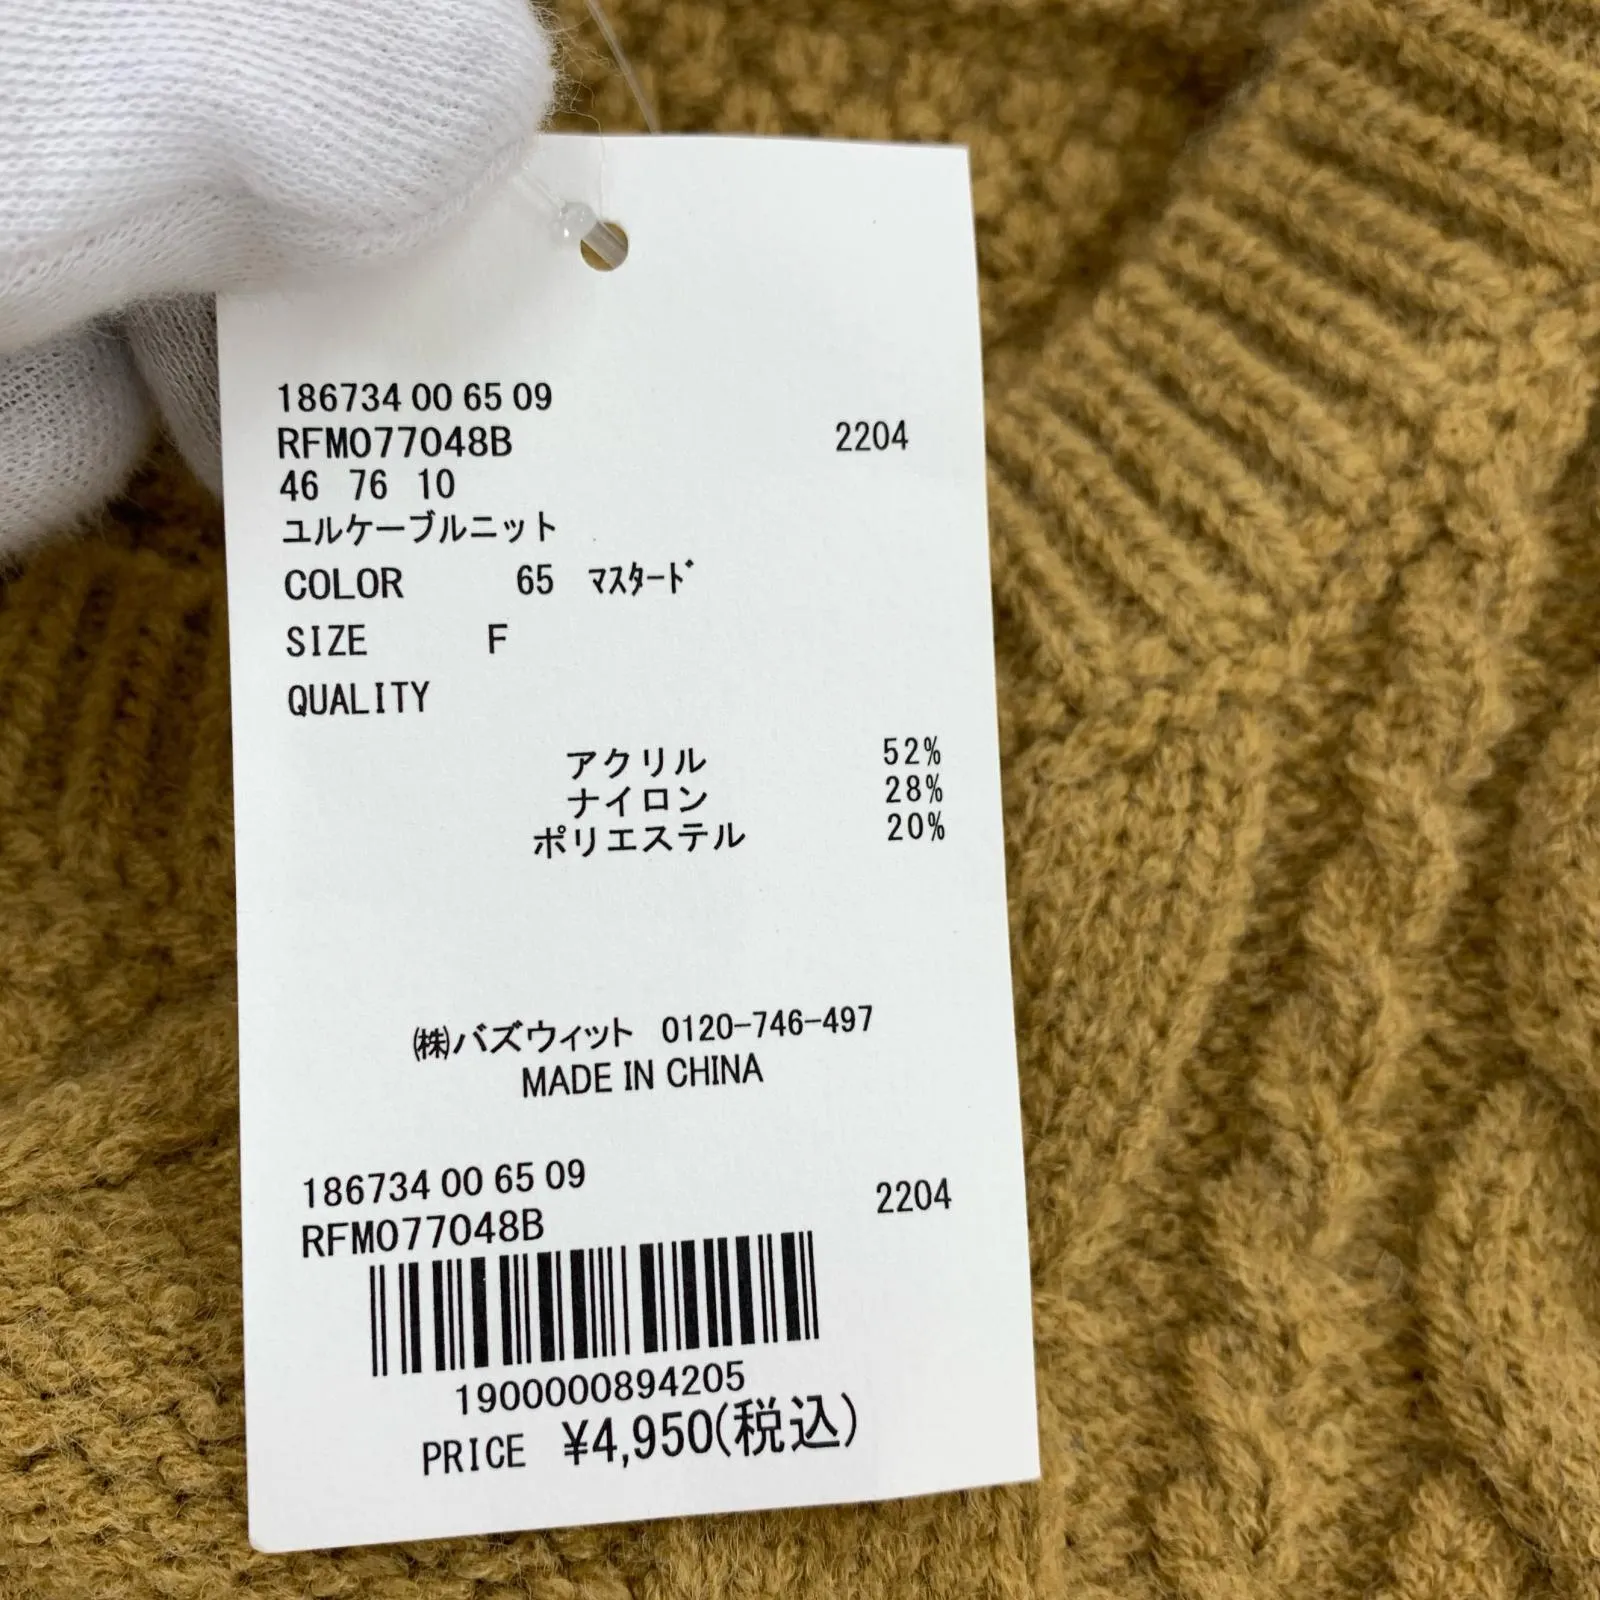 186734 00 65 09
RFM077048B 2204
46 76 10
ユルケーブルニット
COLOR 65 ﾏｽﾀｰﾄﾞ
SIZE F
QUALITY
アクリル 52%
ナイロン 28%
ポリエステル 20%
㈱バズウィット 0120-746-497
MADE IN CHINA
186734 00 65 09
RFM077048B 2204
1900000894205
PRICE ¥4,950(税込)